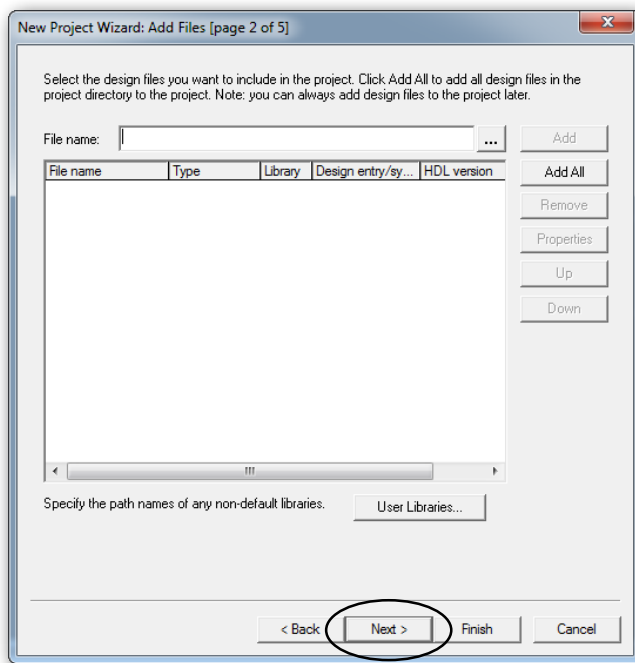 New Project Wizard: Add Files [page 2 of 5]
Select the design files you want to include in the project. Click Add All to add all design files in the
project directory to the project. Note: you can always add design files to the project later.
File name: ... Add
File name Type Library Design entry/sy... HDL version Add All
Remove
Properties
Up
Down
Specify the path names of any non-default libraries. User Libraries...
< Back Next > Finish Cancel